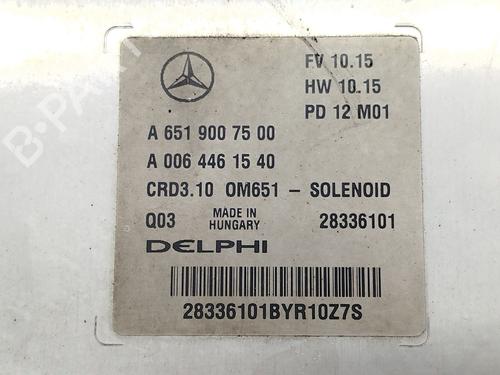 FV 10.15
HW 10.15
PD 12 M01
A 651 900 75 00
A 006 446 15 40
CRD3.10 OM651 - SOLENOID
Q03 MADE IN HUNGARY 28336101
DELPHI
28336101BYR10Z7S
B-PARTS